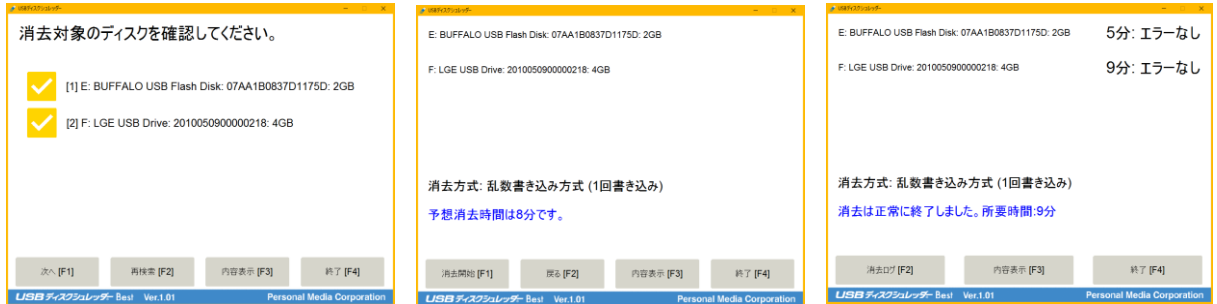 USBディスクシュレッダー
消去対象のディスクを確認してください。
[1] E: BUFFALO USB Flash Disk: 07AA1B0837D1175D: 2GB
[2] F: LGE USB Drive: 2010050900000218: 4GB
次へ [F1] 再検索 [F2] 内容表示 [F3] 終了 [F4]
USB ディスクシュレッダー Best Ver.1.01 Personal Media Corporation
USBディスクシュレッダー
E: BUFFALO USB Flash Disk: 07AA1B0837D1175D: 2GB
F: LGE USB Drive: 2010050900000218: 4GB
消去方式: 乱数書き込み方式 (1回書き込み)
予想消去時間は8分です。
消去開始 [F1] 戻る [F2] 内容表示 [F3] 終了 [F4]
USB ディスクシュレッダー Best Ver.1.01 Personal Media Corporation
USBディスクシュレッダー
E: BUFFALO USB Flash Disk: 07AA1B0837D1175D: 2GB 5分: エラーなし
F: LGE USB Drive: 2010050900000218: 4GB 9分: エラーなし
消去方式: 乱数書き込み方式 (1回書き込み)
消去は正常に終了しました。所要時間:9分
消去ログ [F2] 内容表示 [F3] 終了 [F4]
USB ディスクシュレッダー Best Ver.1.01 Personal Media Corporation